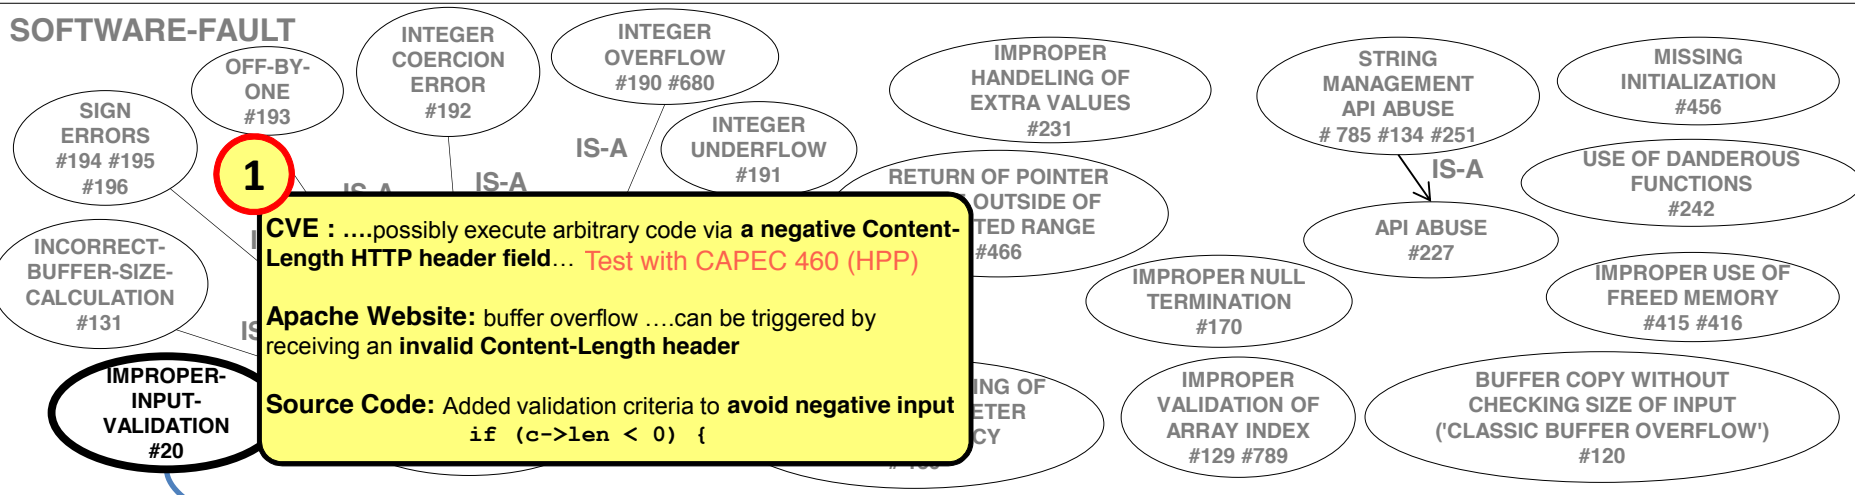 SOFTWARE-FAULT
OFF-BY-
ONE
#193
INTEGER
COERCION
ERROR
#192
INTEGER
OVERFLOW
#190 #680
IMPROPER
HANDELING OF
EXTRA VALUES
#231
STRING
MANAGEMENT
API ABUSE
# 785 #134 #251
MISSING
INITIALIZATION
#456
SIGN
ERRORS
#194 #195
#196
1
IS-A
IS-A
IS-A
INTEGER
UNDERFLOW
#191
RETURN OF POINTER
OUTSIDE OF
TED RANGE
#466
IS-A
USE OF DANDEROUS
FUNCTIONS
#242
API ABUSE
#227
INCORRECT-
BUFFER-SIZE-
CALCULATION
#131
IS
CVE : ....possibly execute arbitrary code via a negative Content-
Length HTTP header field... Test with CAPEC 460 (HPP)
Apache Website: buffer overflow ....can be triggered by
receiving an invalid Content-Length header
Source Code: Added validation criteria to avoid negative input
if (c->len < 0) {
IMPROPER NULL
TERMINATION
#170
IMPROPER USE OF
FREED MEMORY
#415 #416
IMPROPER-
INPUT-
VALIDATION
#20
ING OF
ETER
CY
IMPROPER
VALIDATION OF
ARRAY INDEX
#129 #789
BUFFER COPY WITHOUT
CHECKING SIZE OF INPUT
('CLASSIC BUFFER OVERFLOW')
#120